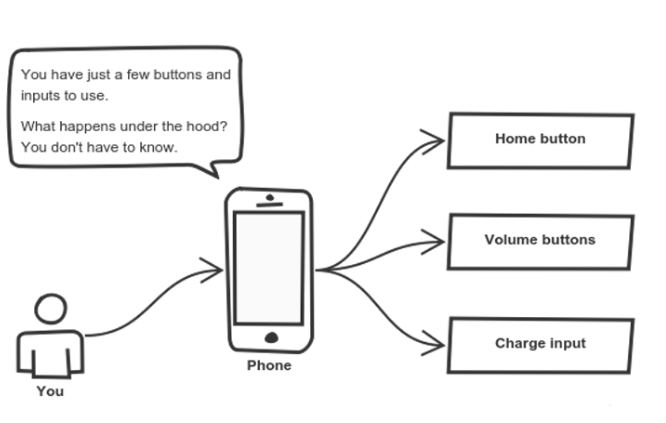 You have just a few buttons and
inputs to use.
What happens under the hood?
You don't have to know.
Home button
Volume buttons
Charge input
Phone
You